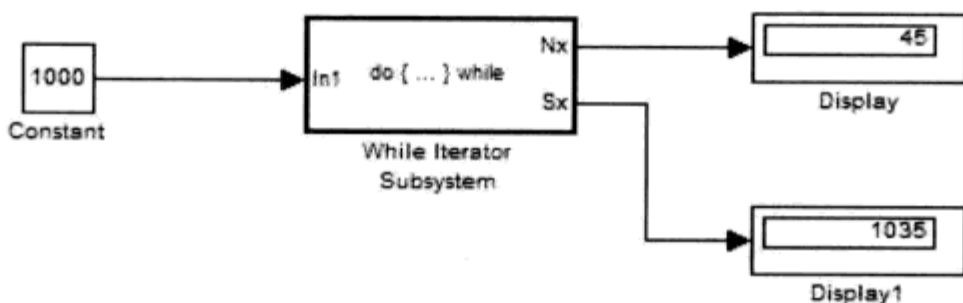 1000
Constant
In1
do { ... } while
Nx
Sx
While Iterator
Subsystem
45
Display
1035
Display1